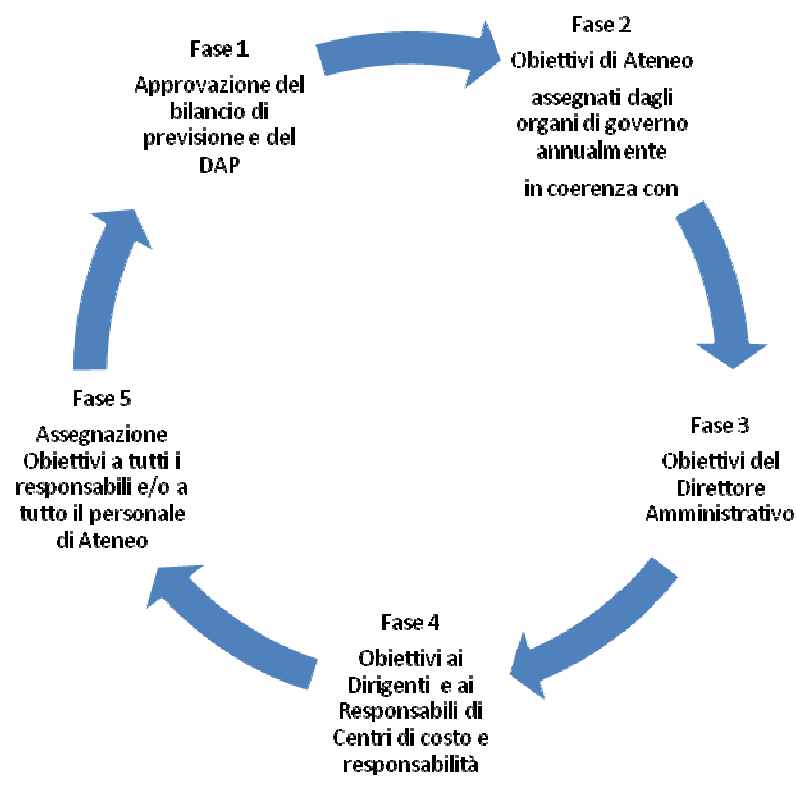 Fase 1
Approvazione del
bilancio di
previsione e del
DAP
Fase 2
Obiettivi di Ateneo
assegnati dagli
organi di governo
annualmente
in coerenza con
Fase 3
Obiettivi del
Direttore
Amministrativo
Fase 4
Obiettivi ai
Dirigenti e ai
Responsabili di
Centri di costo e
responsabilità
Fase 5
Assegnazione
Obiettivi a tutti i
responsabili e/o a
tutto il personale
di Ateneo